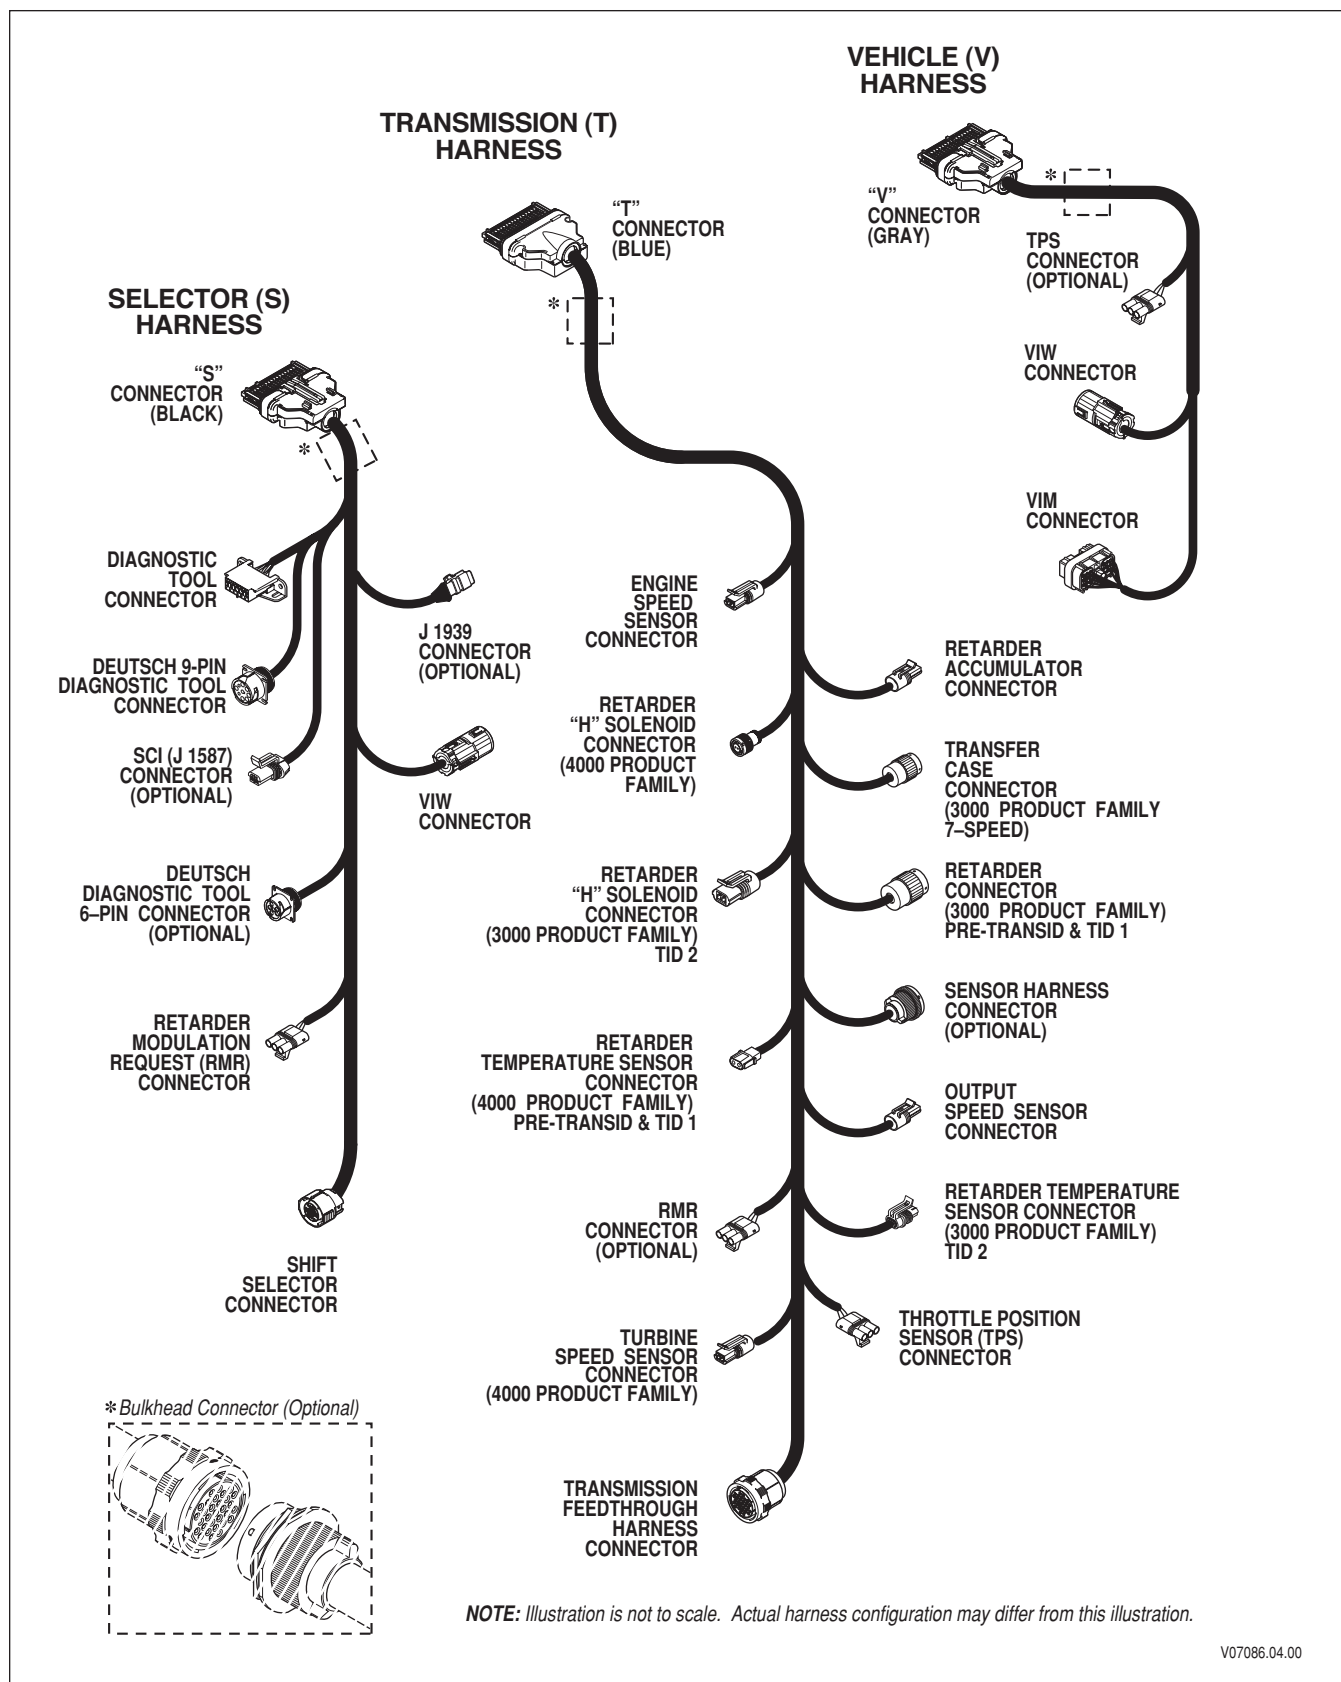 VEHICLE (V)
HARNESS
TRANSMISSION (T)
HARNESS
"V"
CONNECTOR
(GRAY)
*
TPS
CONNECTOR
(OPTIONAL)
VIW
CONNECTOR
VIM
CONNECTOR
"T"
CONNECTOR
(BLUE)
*
SELECTOR (S)
HARNESS
"S"
CONNECTOR
(BLACK)
*
DIAGNOSTIC
TOOL
CONNECTOR
DEUTSCH 9-PIN
DIAGNOSTIC TOOL
CONNECTOR
SCI (J 1587)
CONNECTOR
(OPTIONAL)
DEUTSCH
DIAGNOSTIC TOOL
6–PIN CONNECTOR
(OPTIONAL)
RETARDER
MODULATION
REQUEST (RMR)
CONNECTOR
SHIFT
SELECTOR
CONNECTOR
J 1939
CONNECTOR
(OPTIONAL)
VIW
CONNECTOR
ENGINE
SPEED
SENSOR
CONNECTOR
RETARDER
"H" SOLENOID
CONNECTOR
(4000 PRODUCT
FAMILY)
RETARDER
"H" SOLENOID
CONNECTOR
(3000 PRODUCT FAMILY)
TID 2
RETARDER
TEMPERATURE SENSOR
CONNECTOR
(4000 PRODUCT FAMILY)
PRE-TRANSID & TID 1
RMR
CONNECTOR
(OPTIONAL)
TURBINE
SPEED SENSOR
CONNECTOR
(4000 PRODUCT FAMILY)
TRANSMISSION
FEEDTHROUGH
HARNESS
CONNECTOR
RETARDER
ACCUMULATOR
CONNECTOR
TRANSFER
CASE
CONNECTOR
(3000 PRODUCT FAMILY
7–SPEED)
RETARDER
CONNECTOR
(3000 PRODUCT FAMILY)
PRE-TRANSID & TID 1
SENSOR HARNESS
CONNECTOR
(OPTIONAL)
OUTPUT
SPEED SENSOR
CONNECTOR
RETARDER TEMPERATURE
SENSOR CONNECTOR
(3000 PRODUCT FAMILY)
TID 2
THROTTLE POSITION
SENSOR (TPS)
CONNECTOR
* Bulkhead Connector (Optional)
NOTE: Illustration is not to scale. Actual harness configuration may differ from this illustration.
V07086.04.00